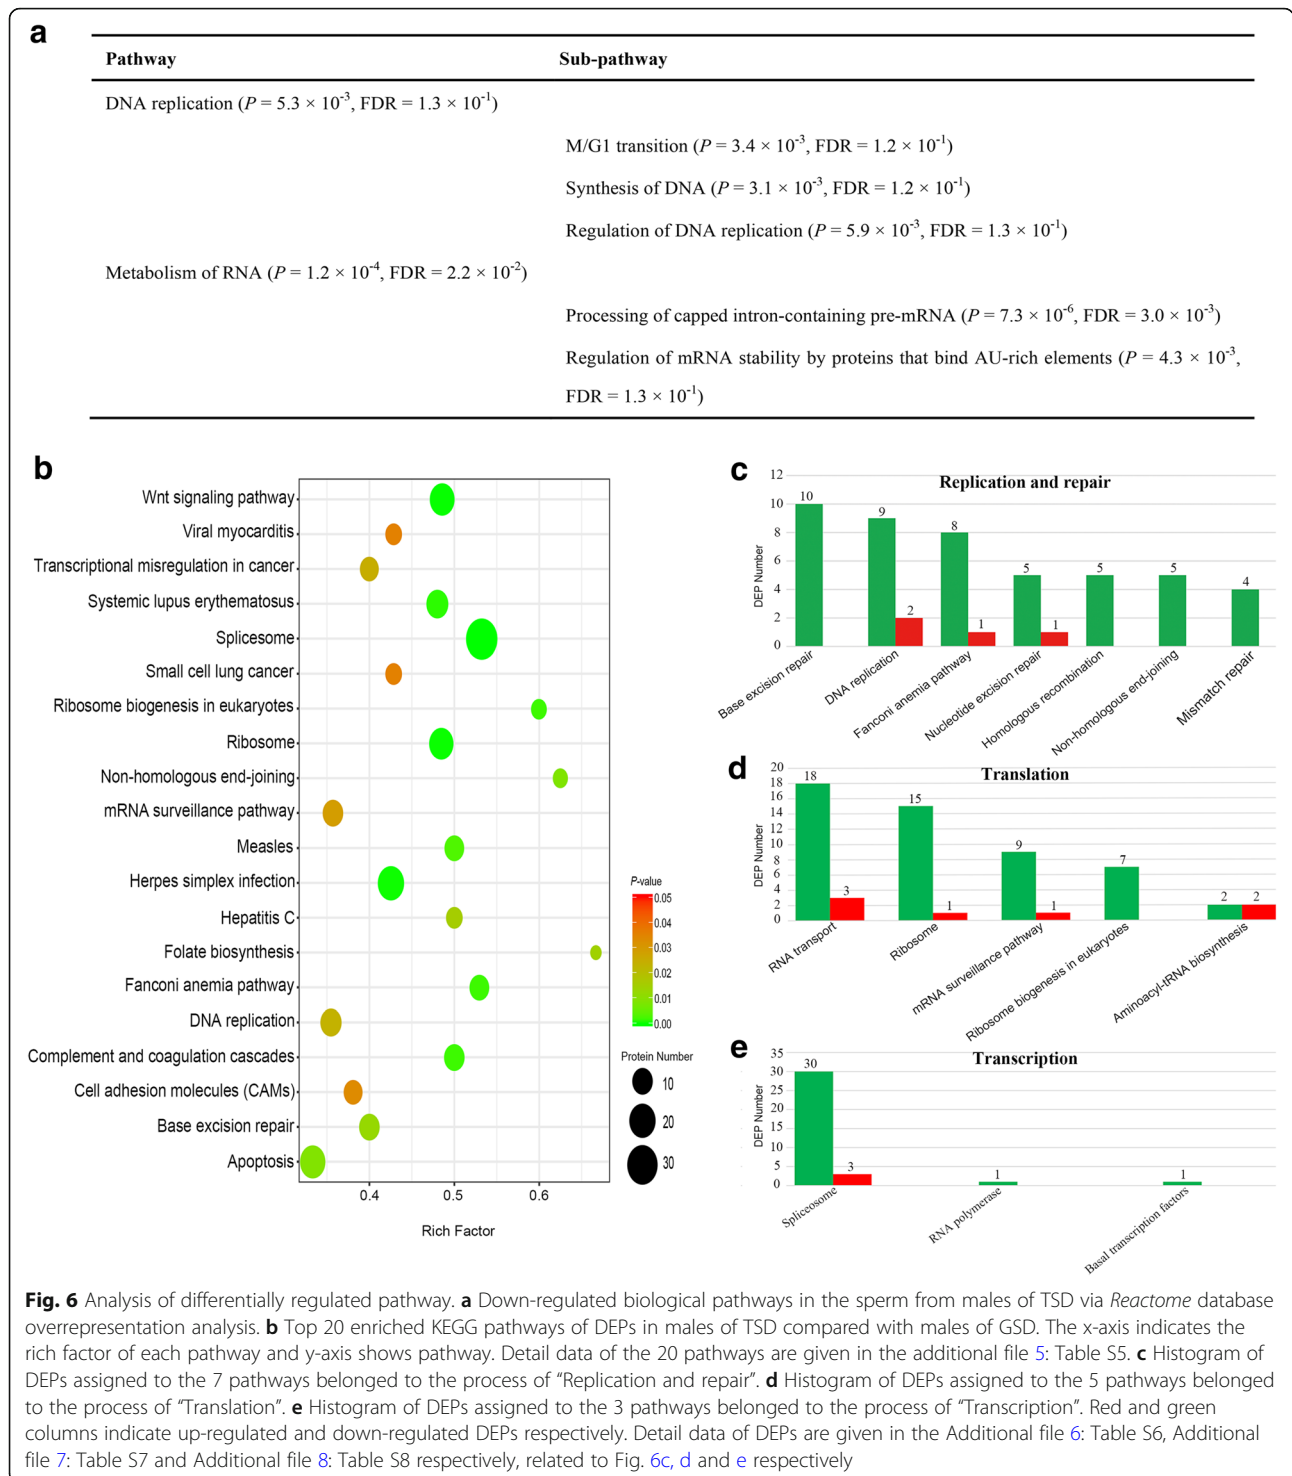 a
Pathway Sub-pathway
DNA replication (P = 5.3 × 10-3, FDR = 1.3 × 10-1)
M/G1 transition (P = 3.4 × 10-3, FDR = 1.2 × 10-1)
Synthesis of DNA (P = 3.1 × 10-3, FDR = 1.2 × 10-1)
Regulation of DNA replication (P = 5.9 × 10-3, FDR = 1.3 × 10-1)
Metabolism of RNA (P = 1.2 × 10-4, FDR = 2.2 × 10-2)
Processing of capped intron-containing pre-mRNA (P = 7.3 × 10-6, FDR = 3.0 × 10-3)
Regulation of mRNA stability by proteins that bind AU-rich elements (P = 4.3 × 10-3,
FDR = 1.3 × 10-1)
b
Wnt signaling pathway
Viral myocarditis
Transcriptional misregulation in cancer
Systemic lupus erythematosus
Splicesome
Small cell lung cancer
Ribosome biogenesis in eukaryotes
Ribosome
Non-homologous end-joining
mRNA surveillance pathway
Measles
Herpes simplex infection
Hepatitis C
Folate biosynthesis
Fanconi anemia pathway
DNA replication
Complement and coagulation cascades
Cell adhesion molecules (CAMs)
Base excision repair
Apoptosis
0.4 0.5 0.6
Rich Factor
P-value
0.05
0.04
0.03
0.02
0.01
0.00
Protein Number
10
20
30
c
Replication and repair
DEP Number
12
10
8
6
4
2
0
10
9 2
8 1
5 1
5
5
4
Base excision repair
DNA replication
Fanconi anemia pathway
Nucleotide excision repair
Homologous recombination
Non-homologous end-joining
Mismatch repair
d
Translation
DEP Number
20
18
16
14
12
10
8
6
4
2
0
18 3
15 1
9 1
7
2 2
RNA transport
Ribosome
mRNA surveillance pathway
Ribosome biogenesis in eukaryotes
Aminoacyl-tRNA biosynthesis
e
Transcription
DEP Number
35
30
25
20
15
10
5
0
30 3
1
1
Spliceosome
RNA polymerase
Basal transcription factors
Fig. 6 Analysis of differentially regulated pathway. a Down-regulated biological pathways in the sperm from males of TSD via Reactome database
overrepresentation analysis. b Top 20 enriched KEGG pathways of DEPs in males of TSD compared with males of GSD. The x-axis indicates the
rich factor of each pathway and y-axis shows pathway. Detail data of the 20 pathways are given in the additional file 5: Table S5. c Histogram of
DEPs assigned to the 7 pathways belonged to the process of "Replication and repair". d Histogram of DEPs assigned to the 5 pathways belonged
to the process of "Translation". e Histogram of DEPs assigned to the 3 pathways belonged to the process of "Transcription". Red and green
columns indicate up-regulated and down-regulated DEPs respectively. Detail data of DEPs are given in the Additional file 6: Table S6, Additional
file 7: Table S7 and Additional file 8: Table S8 respectively, related to Fig. 6c, d and e respectively